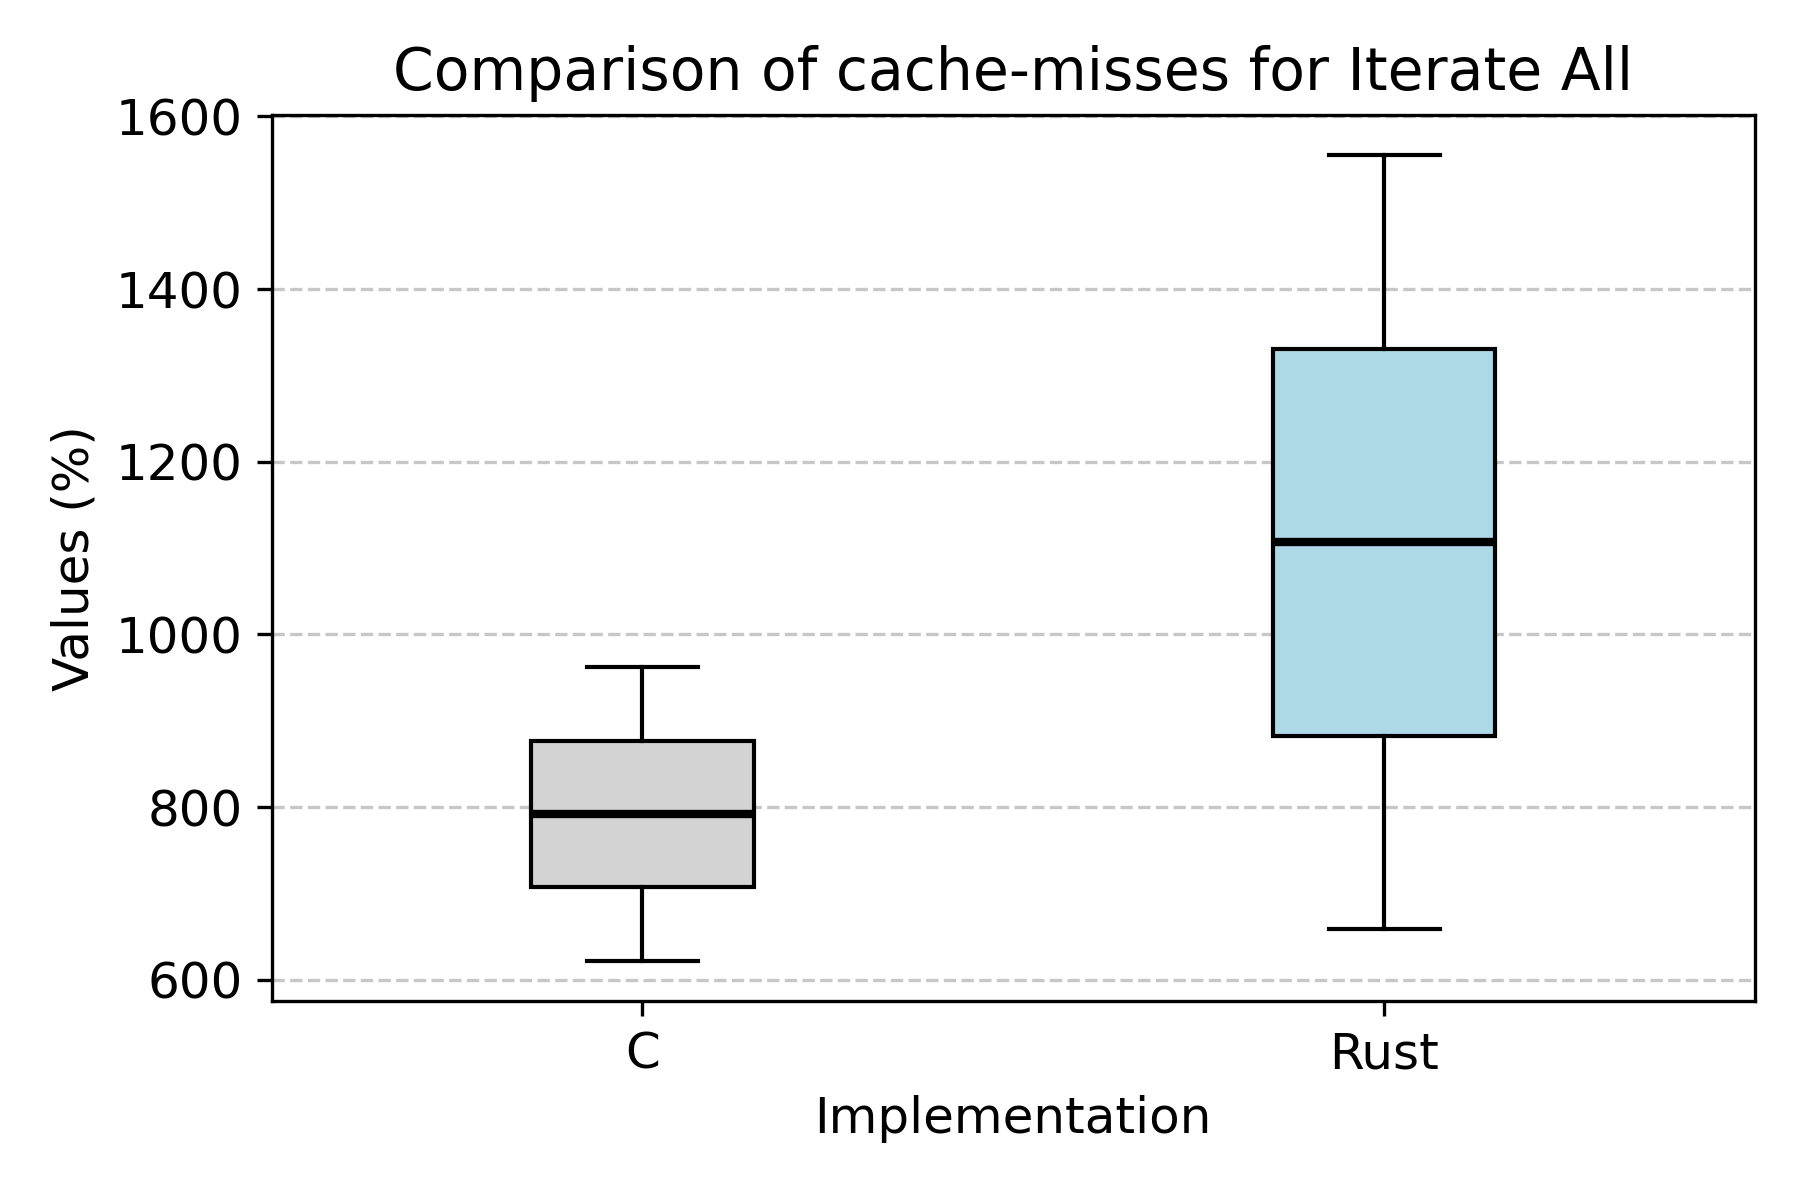 Comparison of cache-misses for Iterate All
1600
1400
1200
1000
800
600
Values (%)
C
Rust
Implementation